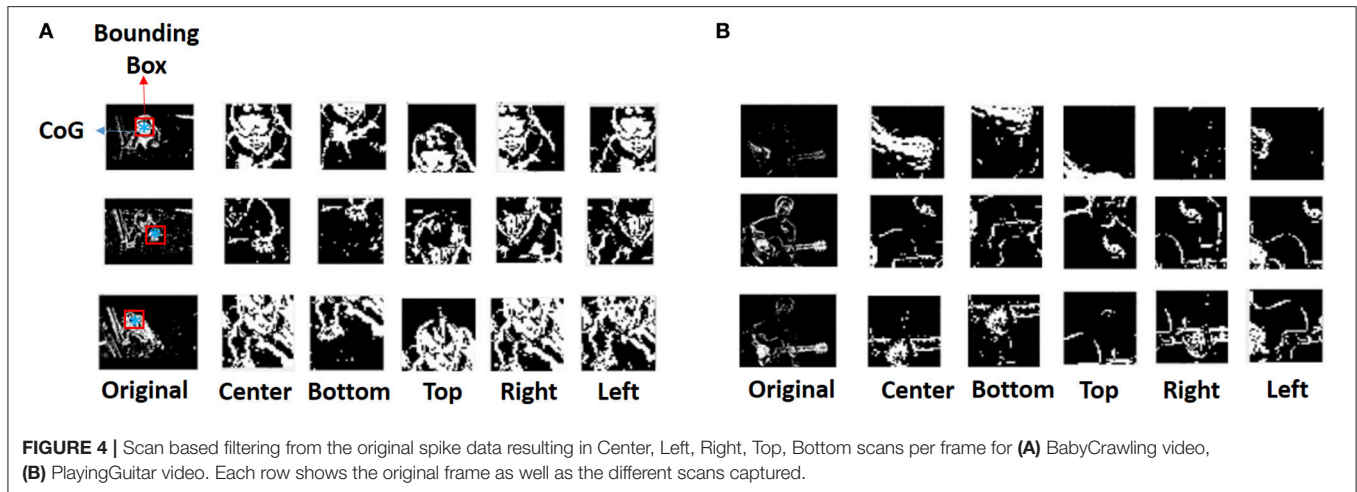 A
Bounding
Box
CoG
Original Center Bottom Top Right Left
B
Original Center Bottom Top Right Left
FIGURE 4 | Scan based filtering from the original spike data resulting in Center, Left, Right, Top, Bottom scans per frame for (A) BabyCrawling video,
(B) PlayingGuitar video. Each row shows the original frame as well as the different scans captured.